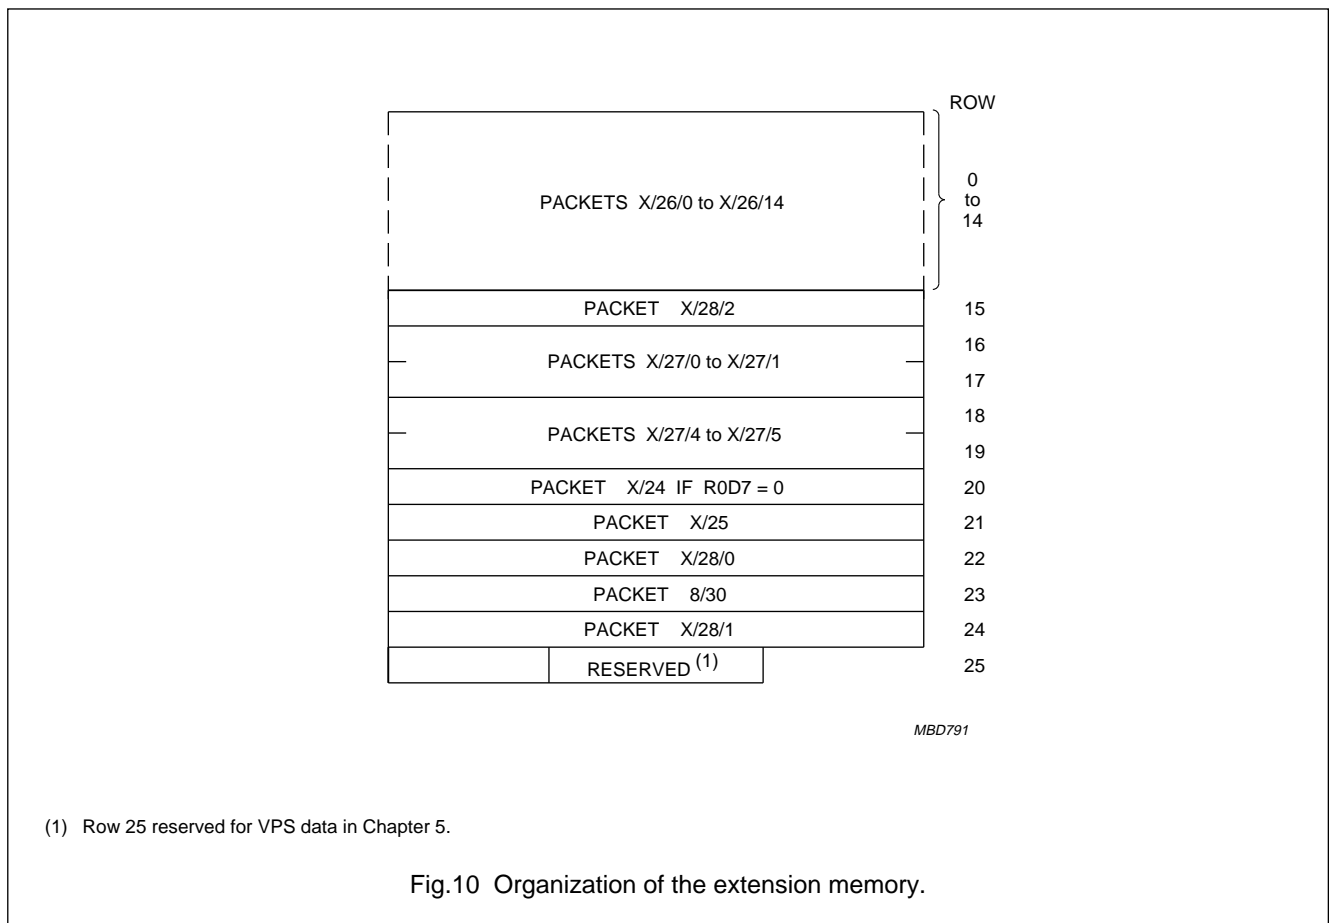 ROW
0
to
14
PACKETS X/26/0 to X/26/14
PACKET X/28/2 15
16
PACKETS X/27/0 to X/27/1
17
18
PACKETS X/27/4 to X/27/5
19
PACKET X/24 IF R0D7 = 0 20
PACKET X/25 21
PACKET X/28/0 22
PACKET 8/30 23
PACKET X/28/1 24
RESERVED (1) 25
MBD791
(1) Row 25 reserved for VPS data in Chapter 5.
Fig.10 Organization of the extension memory.